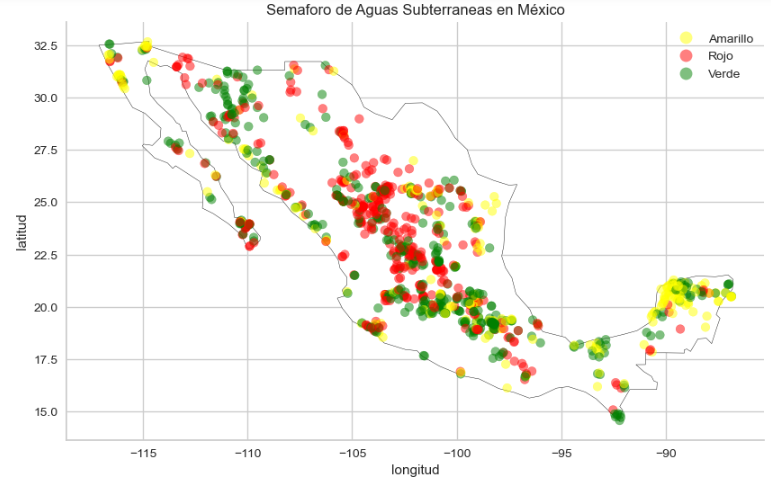 Semaforo de Aguas Subterraneas en México
Amarillo
Rojo
Verde
32.5
30.0
27.5
25.0
22.5
20.0
17.5
15.0
latitud
−115
−110
−105
−100
−95
−90
longitud